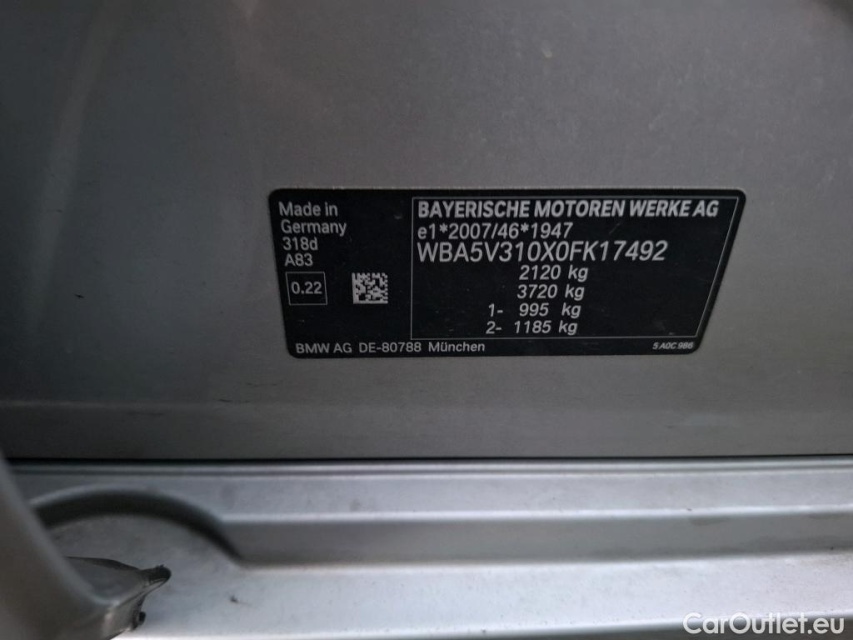 Made in
Germany
318d
A83
0.22
BMW AG DE-80788 München
BAYERISCHE MOTOREN WERKE AG
e1*2007/46*1947
WBA5V310X0FK17492
2120 kg
3720 kg
1- 995 kg
2- 1185 kg
5 A0C 9B6
CarOutlet.eu